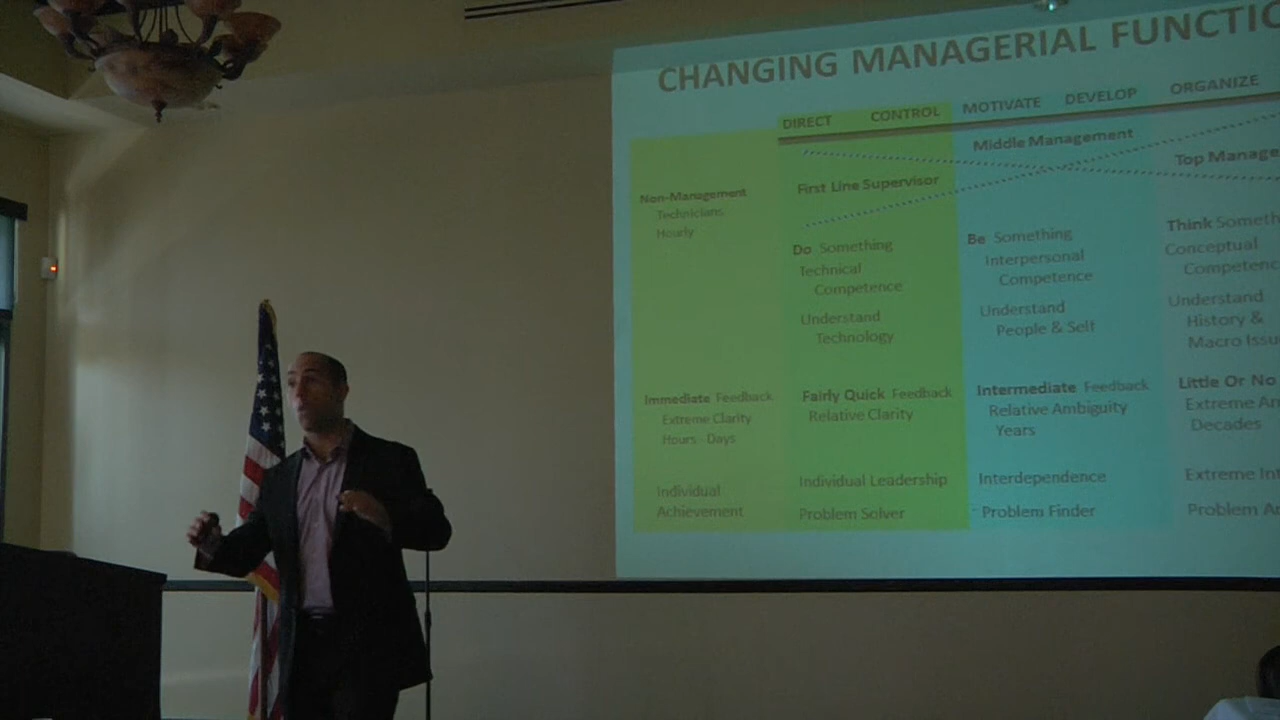 CHANGING MANAGERIAL FUNCTIO
DIRECT CONTROL MOTIVATE DEVELOP ORGANIZE
Middle Management
Top Manage
First Line Supervisor
Non-Management
Technicians
Hourly
Do Something
Technical
Competence
Understand
Technology
Be Something
Interpersonal
Competence
Understand
People & Self
Think Someth
Conceptual
Competenc
Understand
History &
Macro Issu
Immediate Feedback
Extreme Clarity
Hours - Days
Fairly Quick Feedback
Relative Clarity
Intermediate Feedback
Relative Ambiguity
Years
Little Or No
Extreme Am
Decades
Individual
Achievement
Individual Leadership
Problem Solver
Interdependence
Problem Finder
Extreme Int
Problem A